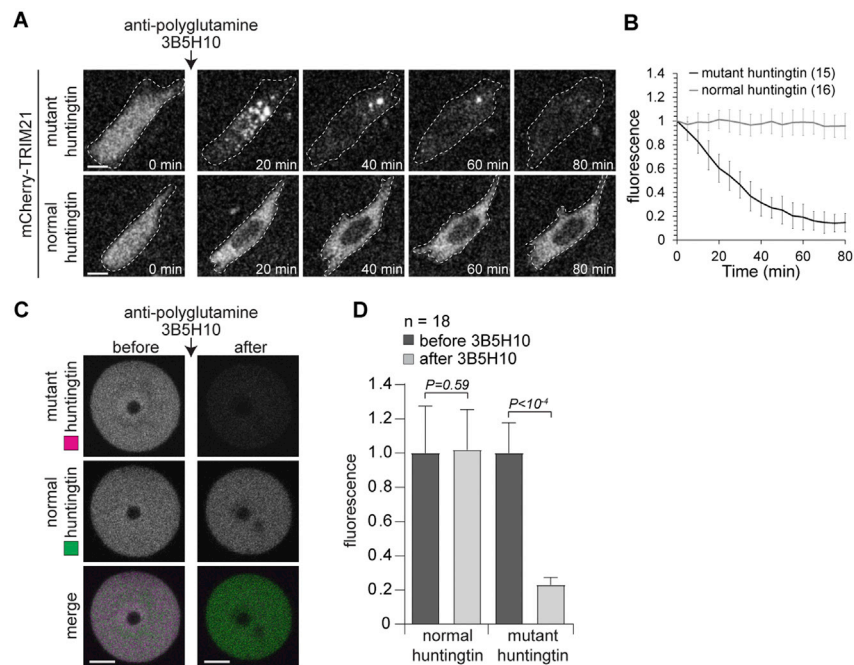 A
anti-polyglutamine
3B5H10
mCherry-TRIM21
mutant
huntingtin
0 min
20 min
40 min
60 min
80 min
normal
huntingtin
0 min
20 min
40 min
60 min
80 min
B
mutant huntingtin (15)
normal huntingtin (16)
fluorescence
1.4
1.2
1
0.8
0.6
0.4
0.2
0
0
20
40
60
80
Time (min)
C
anti-polyglutamine
3B5H10
before
after
mutant
huntingtin
normal
huntingtin
merge
D
n = 18
before 3B5H10
after 3B5H10
fluorescence
1.4
1.2
1.0
0.8
0.6
0.4
0.2
0
P=0.59
P<10⁻⁴
normal
huntingtin
mutant
huntingtin